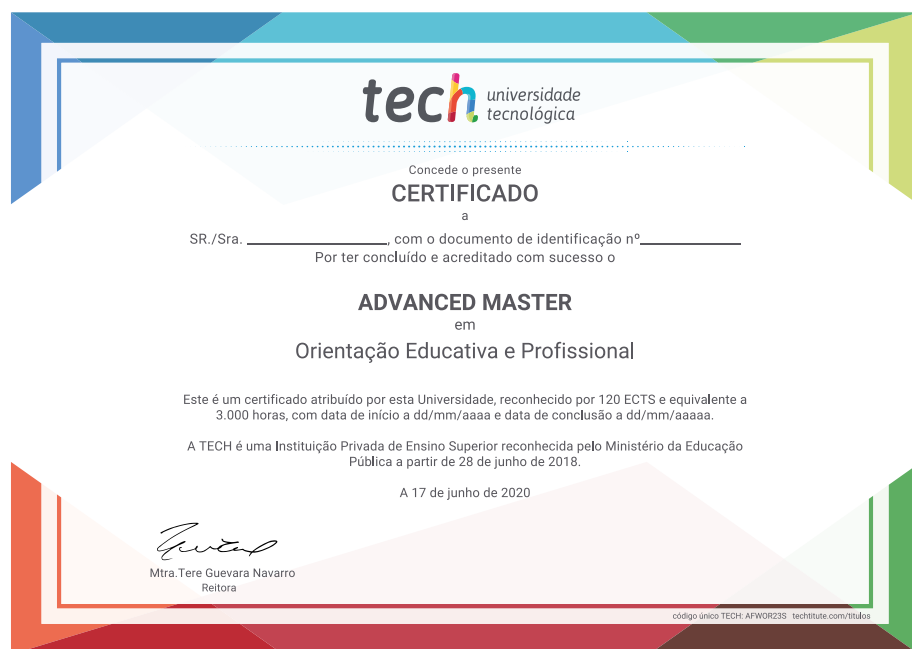 tech universidade
tecnológica
Concede o presente
CERTIFICADO
a
SR./Sra. ____________________, com o documento de identificação nº______________
Por ter concluído e acreditado com sucesso o
ADVANCED MASTER
em
Orientação Educativa e Profissional
Este é um certificado atribuído por esta Universidade, reconhecido por 120 ECTS e equivalente a
3.000 horas, com data de início a dd/mm/aaaa e data de conclusão a dd/mm/aaaaa.
A TECH é uma Instituição Privada de Ensino Superior reconhecida pelo Ministério da Educação
Pública a partir de 28 de junho de 2018.
A 17 de junho de 2020
Mtra.Tere Guevara Navarro
Reitora
código único TECH: AFWOR23S techtitute.com/titulos